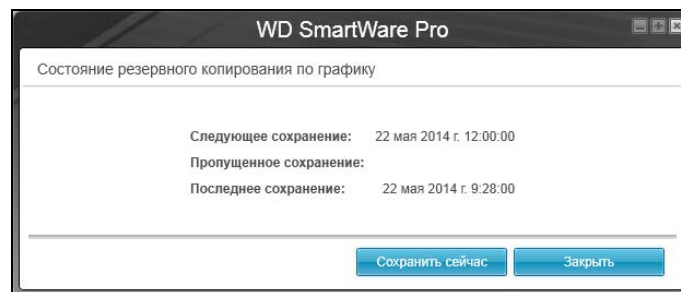 WD SmartWare Pro
Состояние резервного копирования по графику
Следующее сохранение: 22 мая 2014 г. 12:00:00
Пропущенное сохранение:
Последнее сохранение: 22 мая 2014 г. 9:28:00
Сохранить сейчас Закрыть